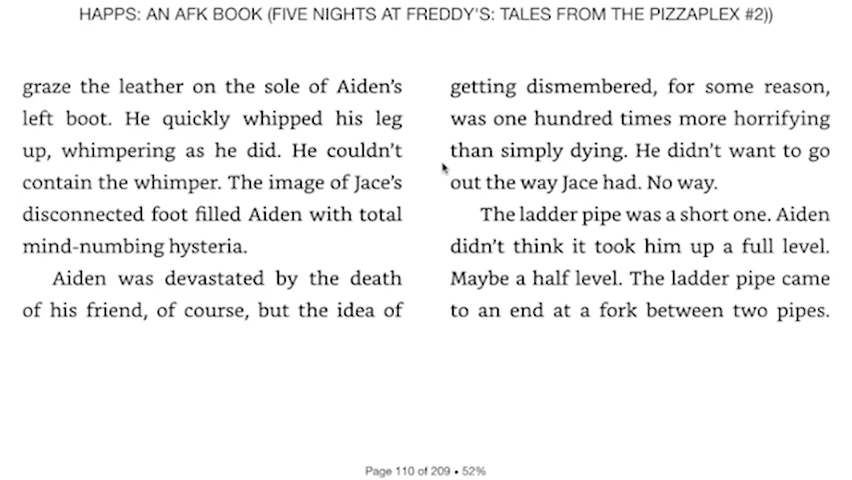 HAPPS: AN AFK BOOK (FIVE NIGHTS AT FREDDY'S: TALES FROM THE PIZZAPLEX #2))
graze the leather on the sole of Aiden's
left boot. He quickly whipped his leg
up, whimpering as he did. He couldn't
contain the whimper. The image of Jace's
disconnected foot filled Aiden with total
mind-numbing hysteria.
Aiden was devastated by the death
of his friend, of course, but the idea of
getting dismembered, for some reason,
was one hundred times more horrifying
than simply dying. He didn't want to go
out the way Jace had. No way.
The ladder pipe was a short one. Aiden
didn't think it took him up a full level.
Maybe a half level. The ladder pipe came
to an end at a fork between two pipes.
Page 110 of 209 • 52%